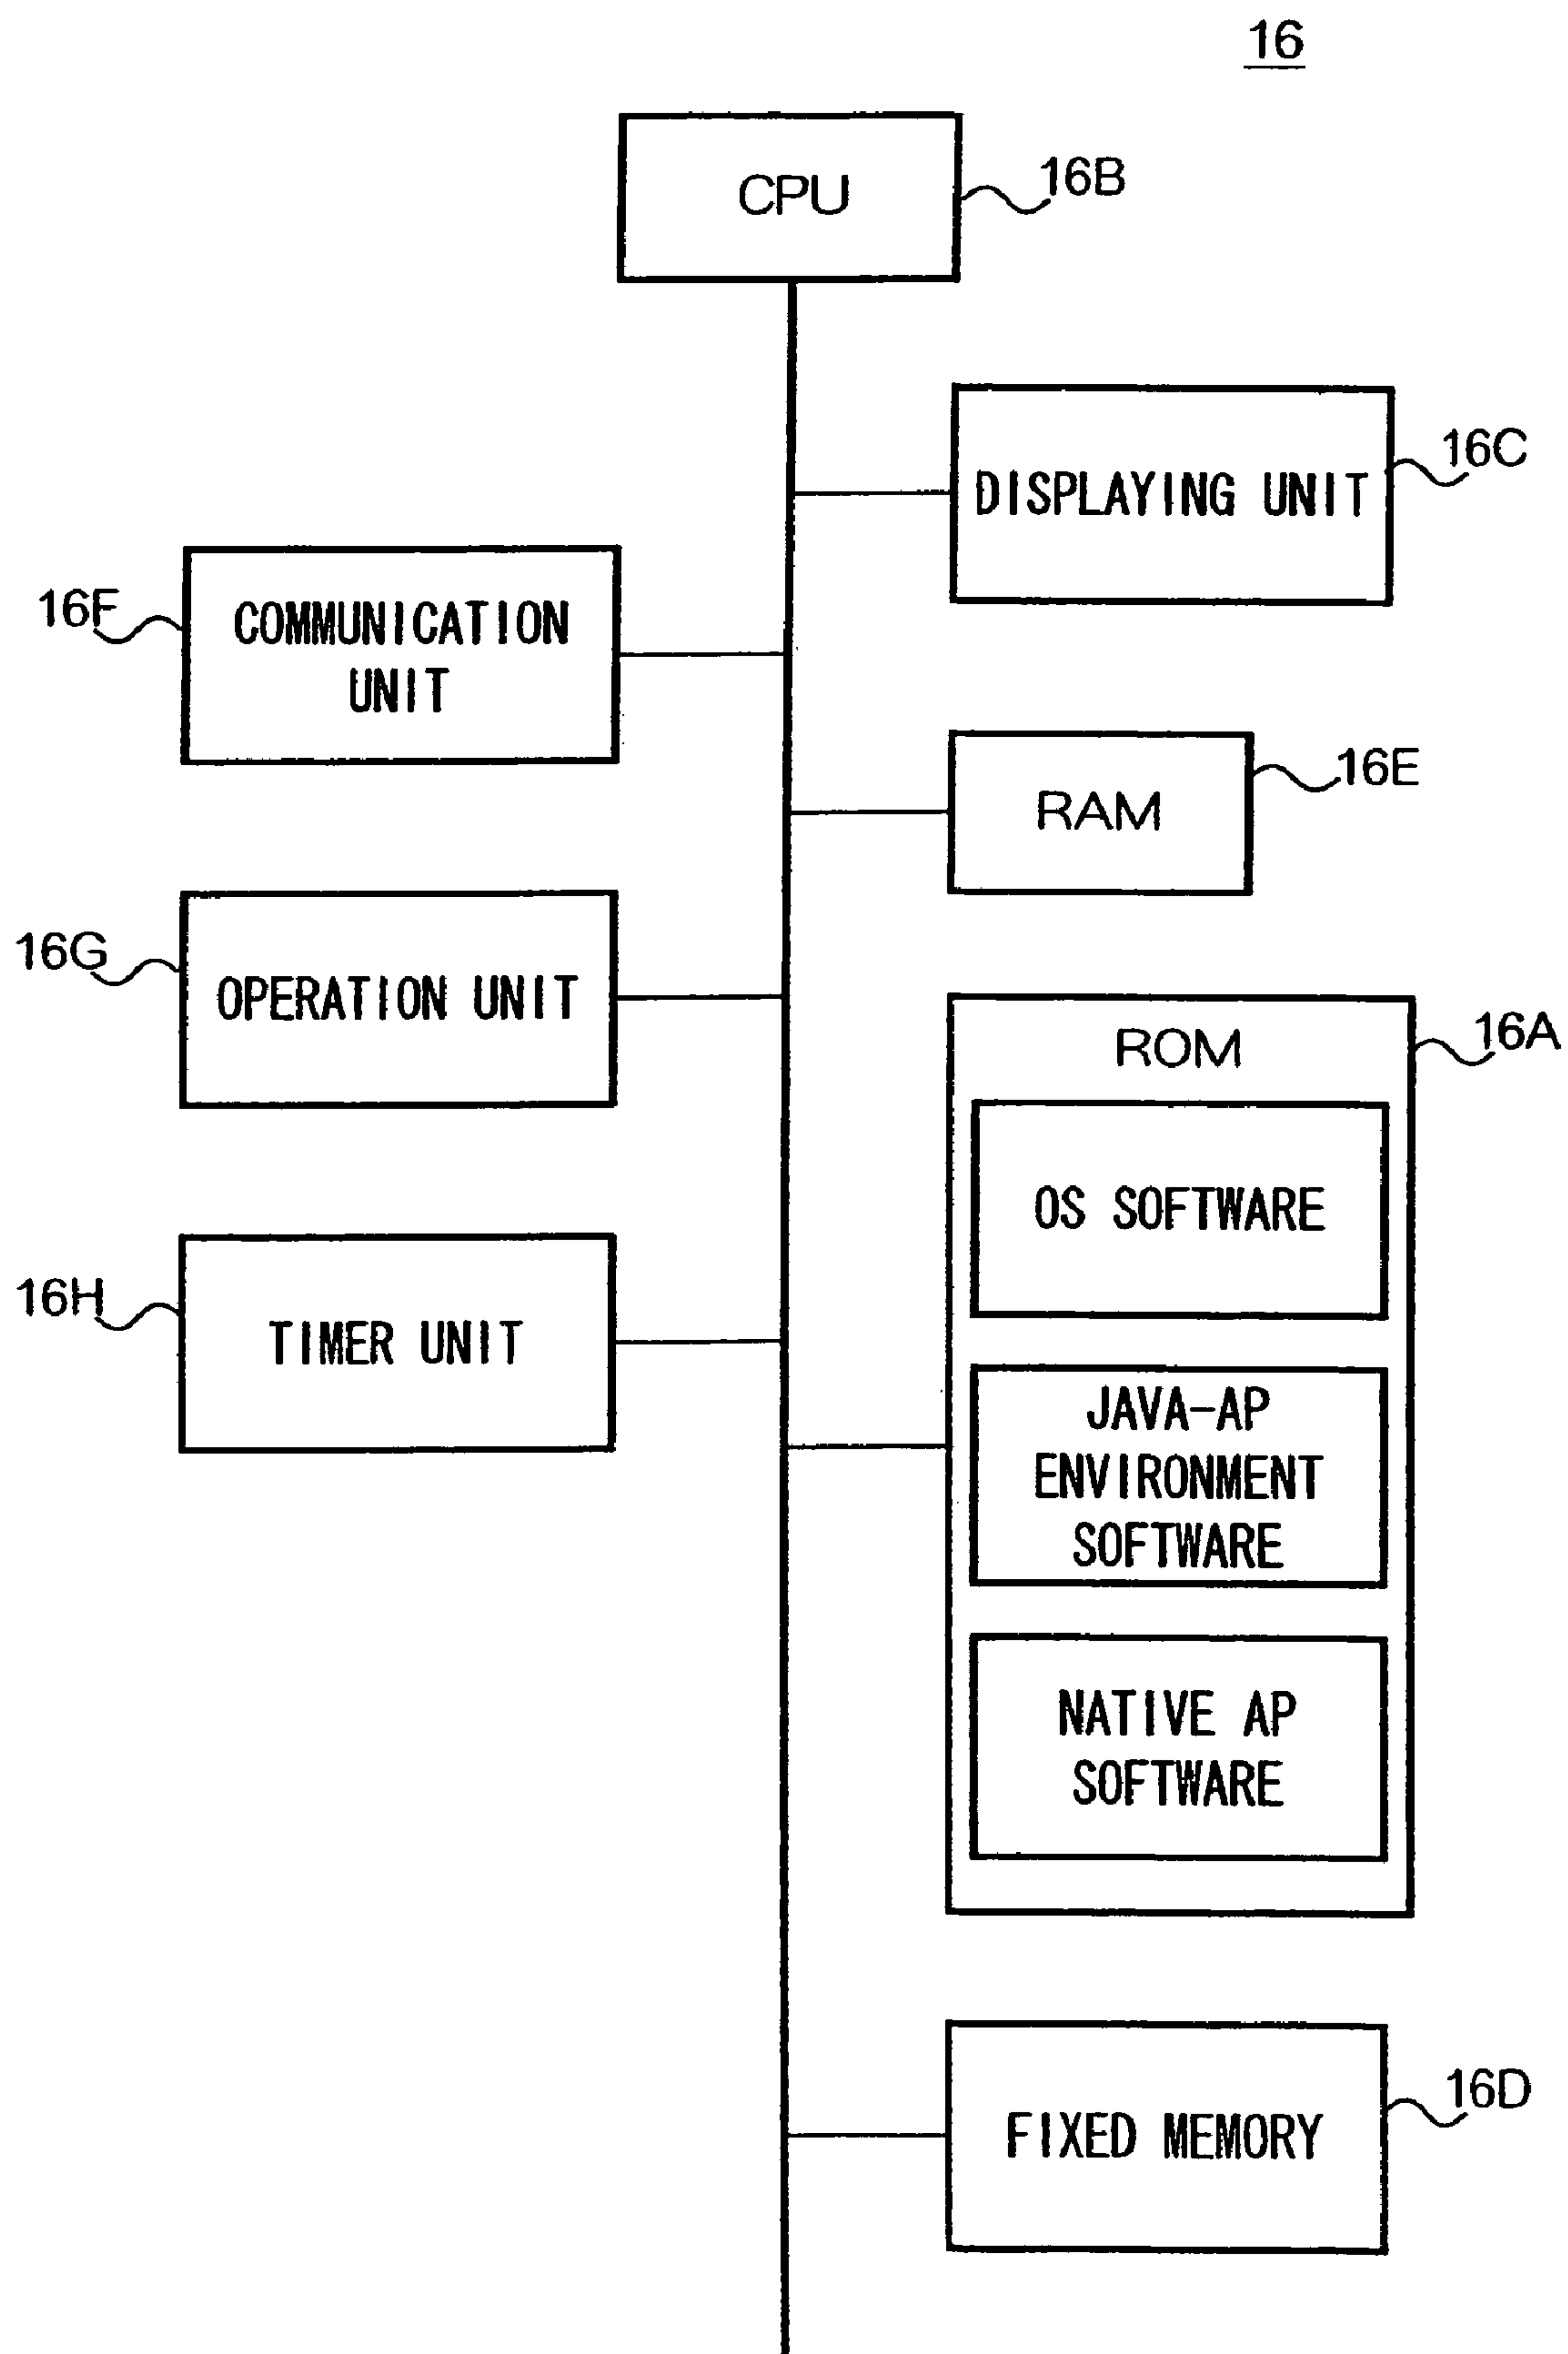 16
CPU
16B
DISPLAYING UNIT
16C
16F
COMMUNICATION
UNIT
RAM
16E
16G
OPERATION UNIT
ROM
16A
OS SOFTWARE
16H
TIMER UNIT
JAVA-AP
ENVIRONMENT
SOFTWARE
NATIVE AP
SOFTWARE
FIXED MEMORY
16D